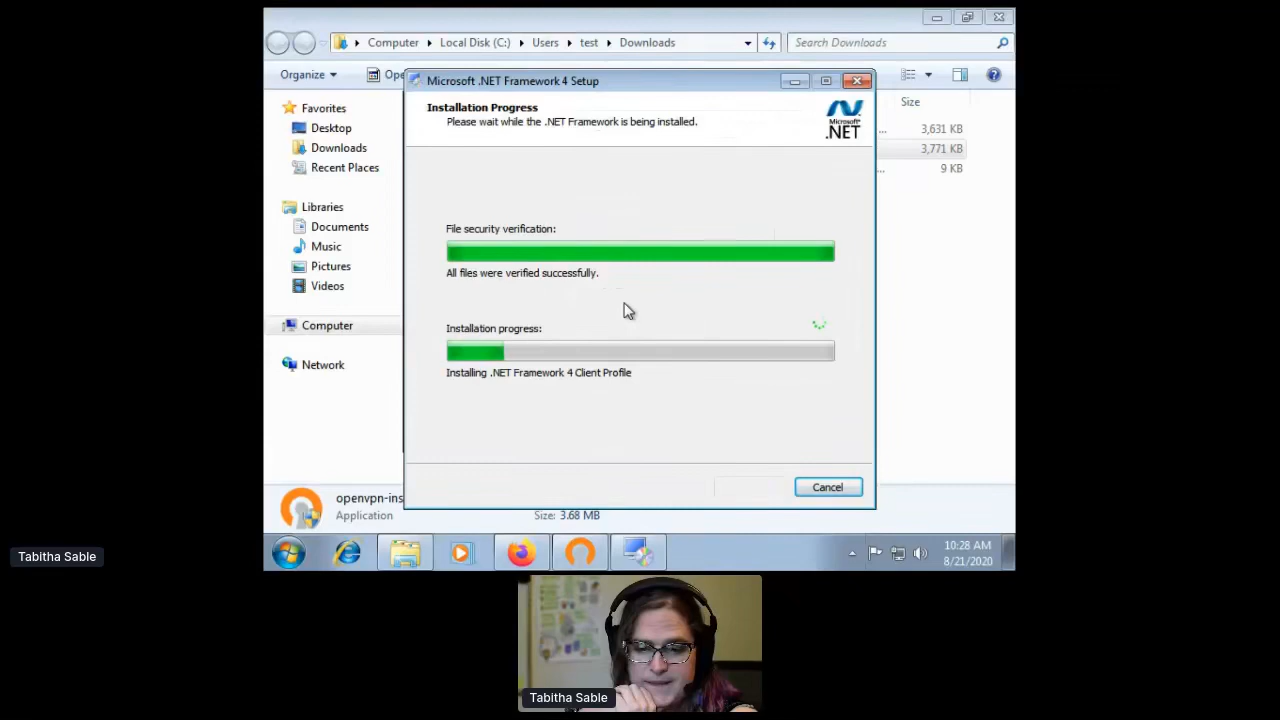 Computer
Local Disk (C:)
Users
test
Downloads
Search Downloads
Organize
Microsoft .NET Framework 4 Setup
Size
Favorites
Desktop
Downloads
Recent Places
Libraries
Documents
Music
Pictures
Videos
Computer
Network
Installation Progress
Please wait while the .NET Framework is being installed.
Microsoft®
.NET
... 3,631 KB
3,771 KB
... 9 KB
File security verification:
All files were verified successfully.
Installation progress:
Installing .NET Framework 4 Client Profile
Cancel
openvpn-ins
Application
Size: 3.68 MB
10:28 AM
8/21/2020
Tabitha Sable
Tabitha Sable